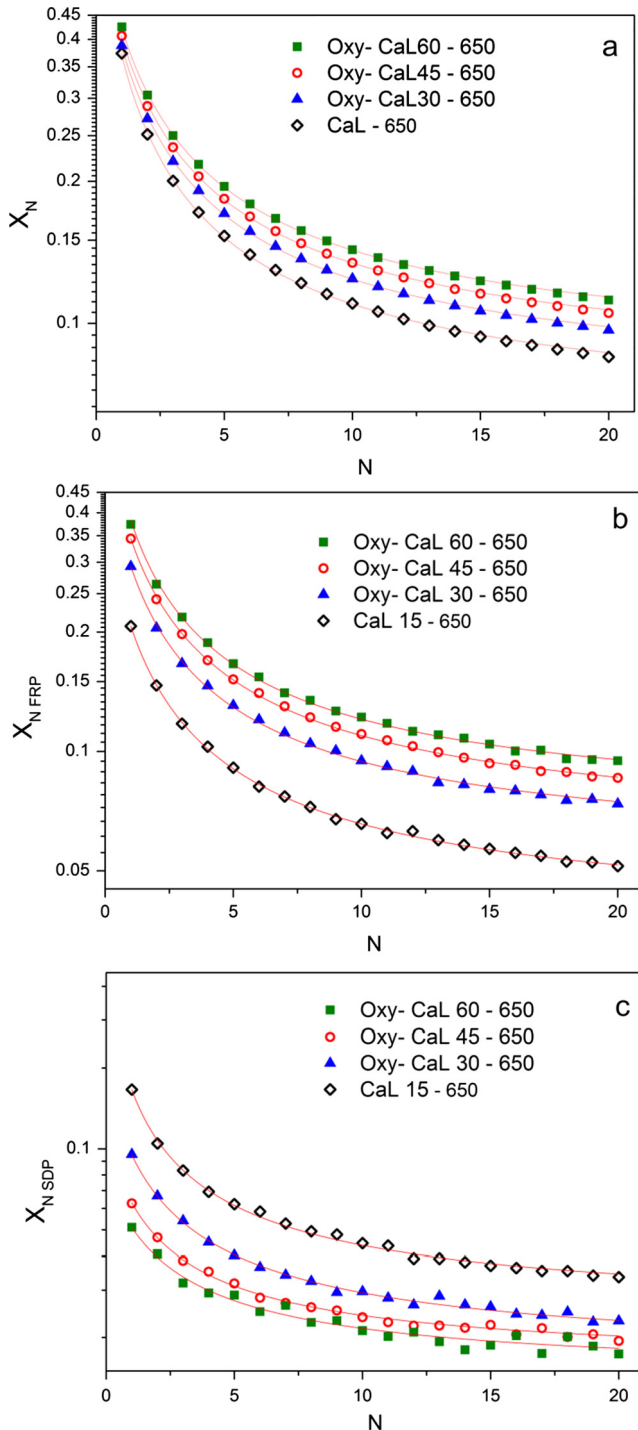 a
0.4
0.35
0.3
0.25
0.2
0.15
0.1
X_N
Oxy- CaL60 - 650
Oxy- CaL45 - 650
Oxy- CaL30 - 650
CaL - 650
0 5 10 15 20
N
b
0.45
0.4
0.35
0.3
0.25
0.2
0.15
0.1
0.05
X_N FRP
Oxy- CaL 60 - 650
Oxy- CaL 45 - 650
Oxy- CaL 30 - 650
CaL 15 - 650
0 5 10 15 20
N
c
0.1
X_N SDP
Oxy- CaL 60 - 650
Oxy- CaL 45 - 650
Oxy- CaL 30 - 650
CaL 15 - 650
0 5 10 15 20
N